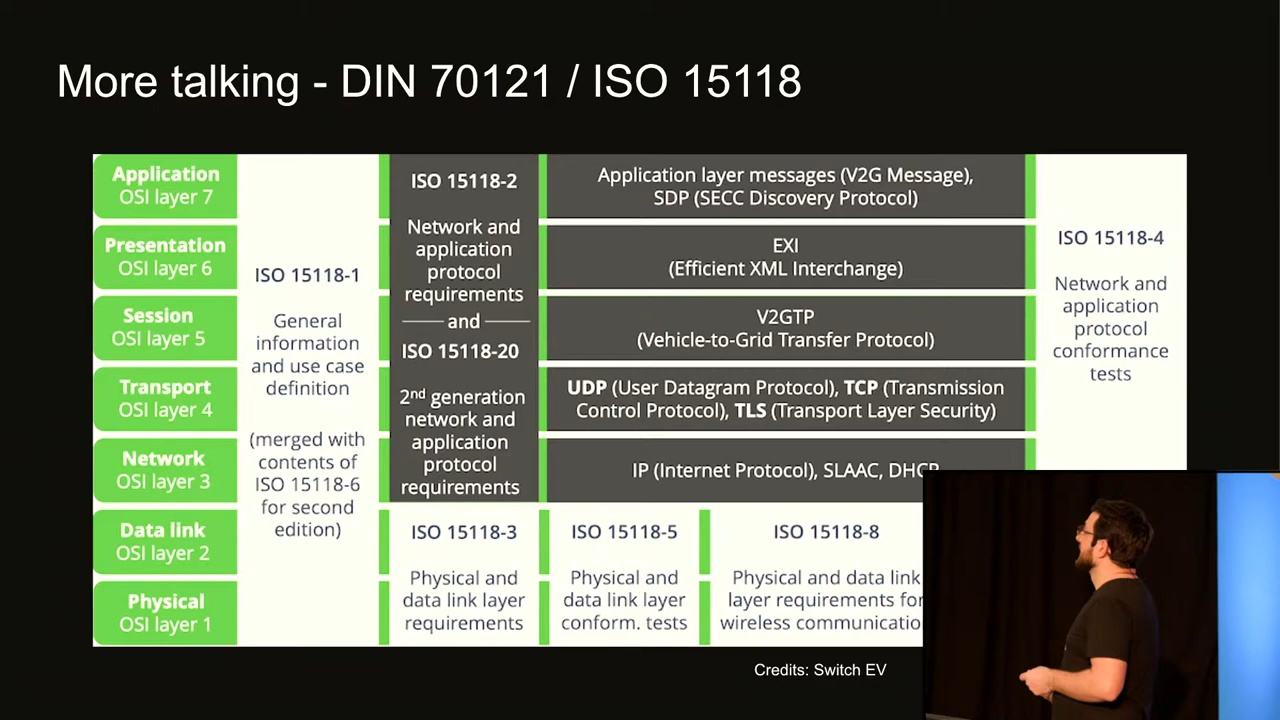 More talking - DIN 70121 / ISO 15118
Application
OSI layer 7
Presentation
OSI layer 6
Session
OSI layer 5
Transport
OSI layer 4
Network
OSI layer 3
Data link
OSI layer 2
Physical
OSI layer 1
ISO 15118-1
General
information
and use case
definition
(merged with
contents of
ISO 15118-6
for second
edition)
ISO 15118-2
Network and
application
protocol
requirements
and
ISO 15118-20
2nd generation
network and
application
protocol
requirements
Application layer messages (V2G Message),
SDP (SECC Discovery Protocol)
EXI
(Efficient XML Interchange)
V2GTP
(Vehicle-to-Grid Transfer Protocol)
UDP (User Datagram Protocol), TCP (Transmission
Control Protocol), TLS (Transport Layer Security)
IP (Internet Protocol), SLAAC, DHCP
ISO 15118-4
Network and
application
protocol
conformance
tests
ISO 15118-3
Physical and
data link layer
requirements
ISO 15118-5
Physical and
data link layer
conform. tests
ISO 15118-8
Physical and data link
layer requirements for
wireless communicatio
Credits: Switch EV